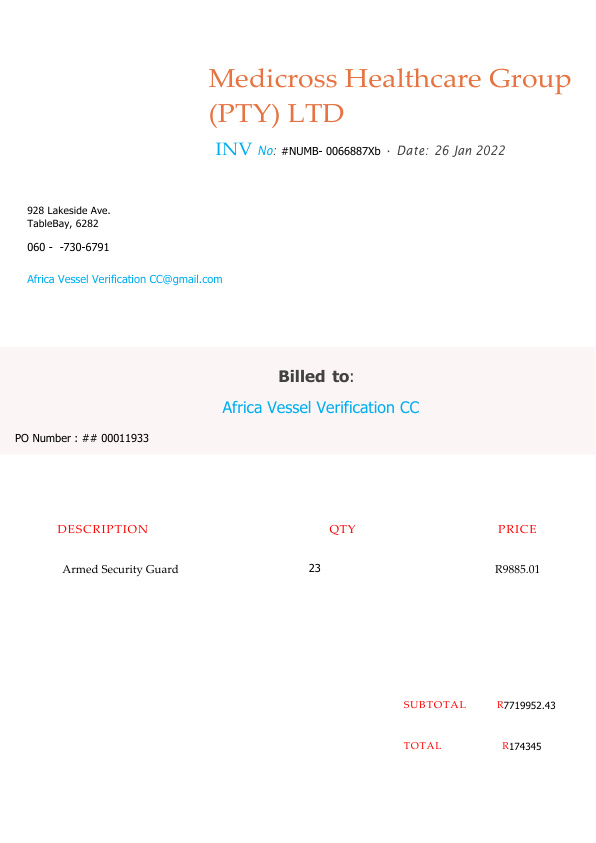 Medicross Healthcare Group
(PTY) LTD
INV No: #NUMB- 0066887Xb · Date: 26 Jan 2022
928 Lakeside Ave.
TableBay, 6282
060 -  -730-6791
Africa Vessel Verification CC@gmail.com
Billed to:
Africa Vessel Verification CC
PO Number : ## 00011933
DESCRIPTION QTY PRICE
Armed Security Guard 23 R9885.01
SUBTOTAL R7719952.43
TOTAL R174345